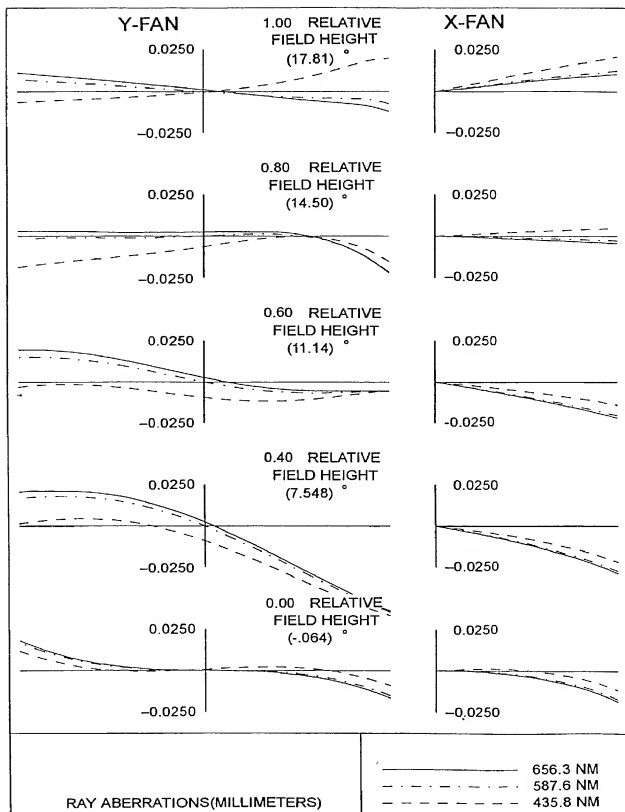 Y-FAN 1.00 RELATIVE X-FAN
0.0250 FIELD HEIGHT 0.0250
(17.81) °
−0.0250 −0.0250
0.80 RELATIVE
0.0250 FIELD HEIGHT 0.0250
(14.50) °
−0.0250 −0.0250
0.60 RELATIVE
0.0250 FIELD HEIGHT 0.0250
(11.14) °
−0.0250 -0.0250
0.40 RELATIVE
0.0250 FIELD HEIGHT 0.0250
(7.548) °
−0.0250 −0.0250
0.00 RELATIVE
0.0250 FIELD HEIGHT 0.0250
(-.064) °
−0.0250 −0.0250
656.3 NM
587.6 NM
RAY ABERRATIONS(MILLIMETERS) 435.8 NM